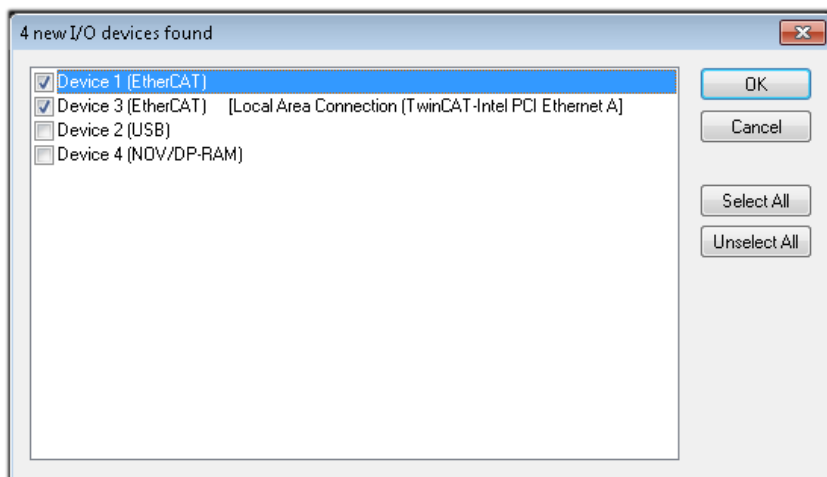 4 new I/O devices found
Device 1 (EtherCAT)
Device 3 (EtherCAT) [Local Area Connection (TwinCAT-Intel PCI Ethernet A]
Device 2 (USB)
Device 4 (NOV/DP-RAM)
OK
Cancel
Select All
Unselect All